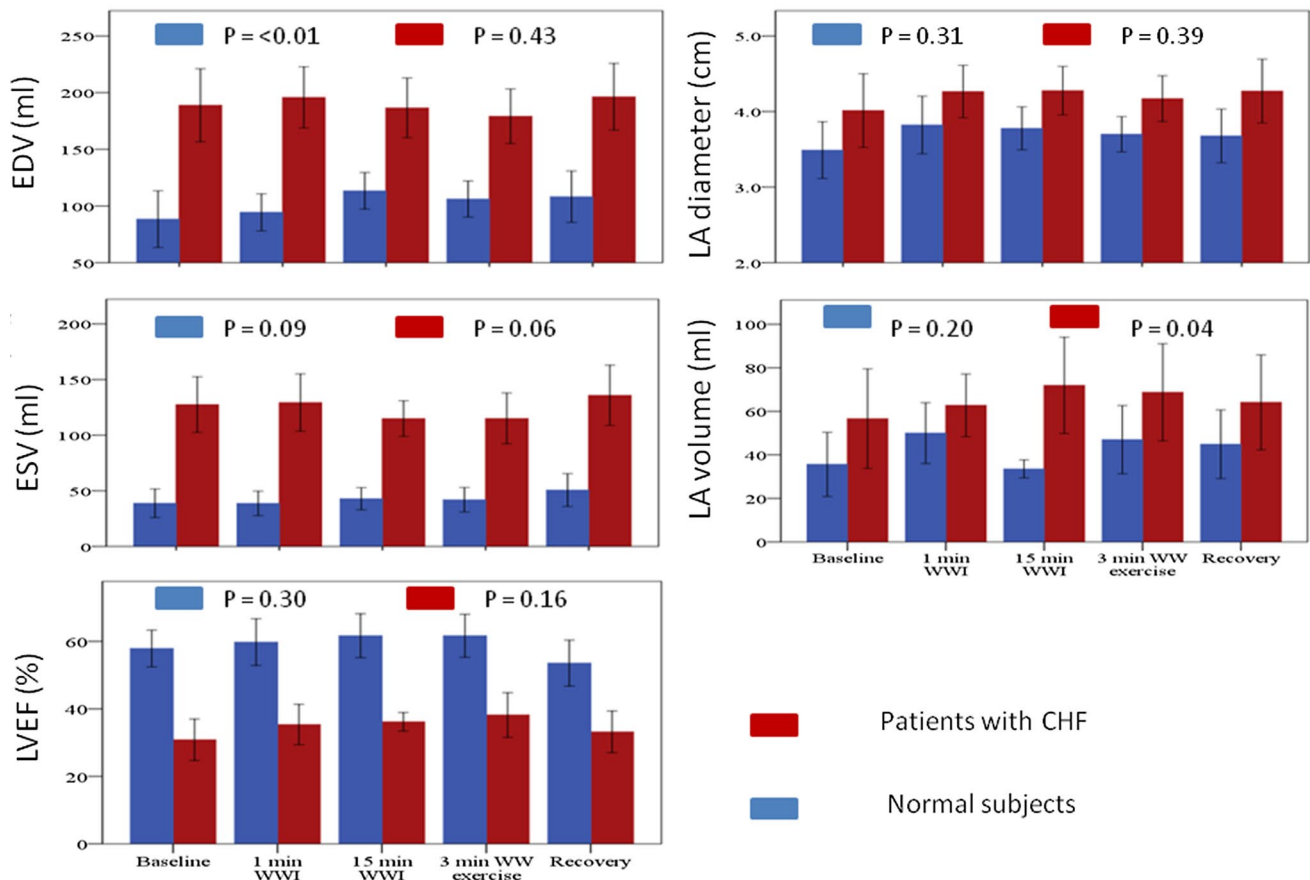 EDV (ml)
P = <0.01 P = 0.43
250
200
150
100
50
LA diameter (cm)
P = 0.31 P = 0.39
5.0
4.0
3.0
2.0
ESV (ml)
P = 0.09 P = 0.06
200
150
100
50
0
LA volume (ml)
P = 0.20 P = 0.04
100
80
60
40
20
0
Baseline 1 min WWI 15 min WWI 3 min WW exercise Recovery
LVEF (%)
P = 0.30 P = 0.16
60
40
20
0
Baseline 1 min WWI 15 min WWI 3 min WW exercise Recovery
Patients with CHF
Normal subjects